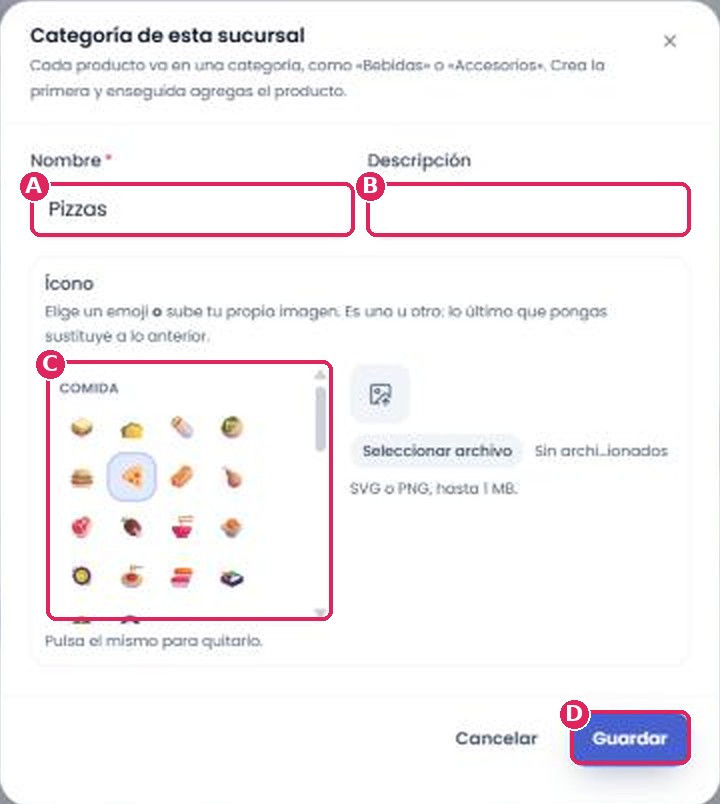 Categoría de esta sucursal
Cada producto va en una categoría, como «Bebidas» o «Accesorios». Crea la
primera y enseguida agregas el producto.
Nombre *
Descripción
A
B
Pizzas
Ícono
Elige un emoji o sube tu propia imagen. Es una u otro: lo último que pongas
sustituye a lo anterior.
C
COMIDA
Seleccionar archivo
Sin archi...ionados
SVG o PNG, hasta 1 MB.
Pulsa el mismo para quitarlo.
D
Cancelar
Guardar